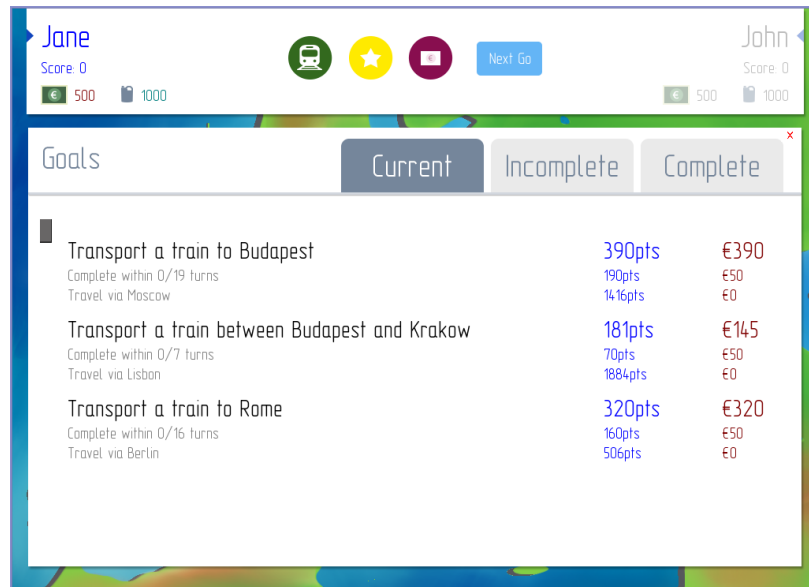 Jane
John
Score: 0
Score: 0
500
1000
500
1000
Next Go
x
Goals
Current
Incomplete
Complete
Transport a train to Budapest 390pts €390
Complete within 0/19 turns 190pts €50
Travel via Moscow 1416pts €0
Transport a train between Budapest and Krakow 181pts €145
Complete within 0/7 turns 70pts €50
Travel via Lisbon 1884pts €0
Transport a train to Rome 320pts €320
Complete within 0/16 turns 160pts €50
Travel via Berlin 506pts €0